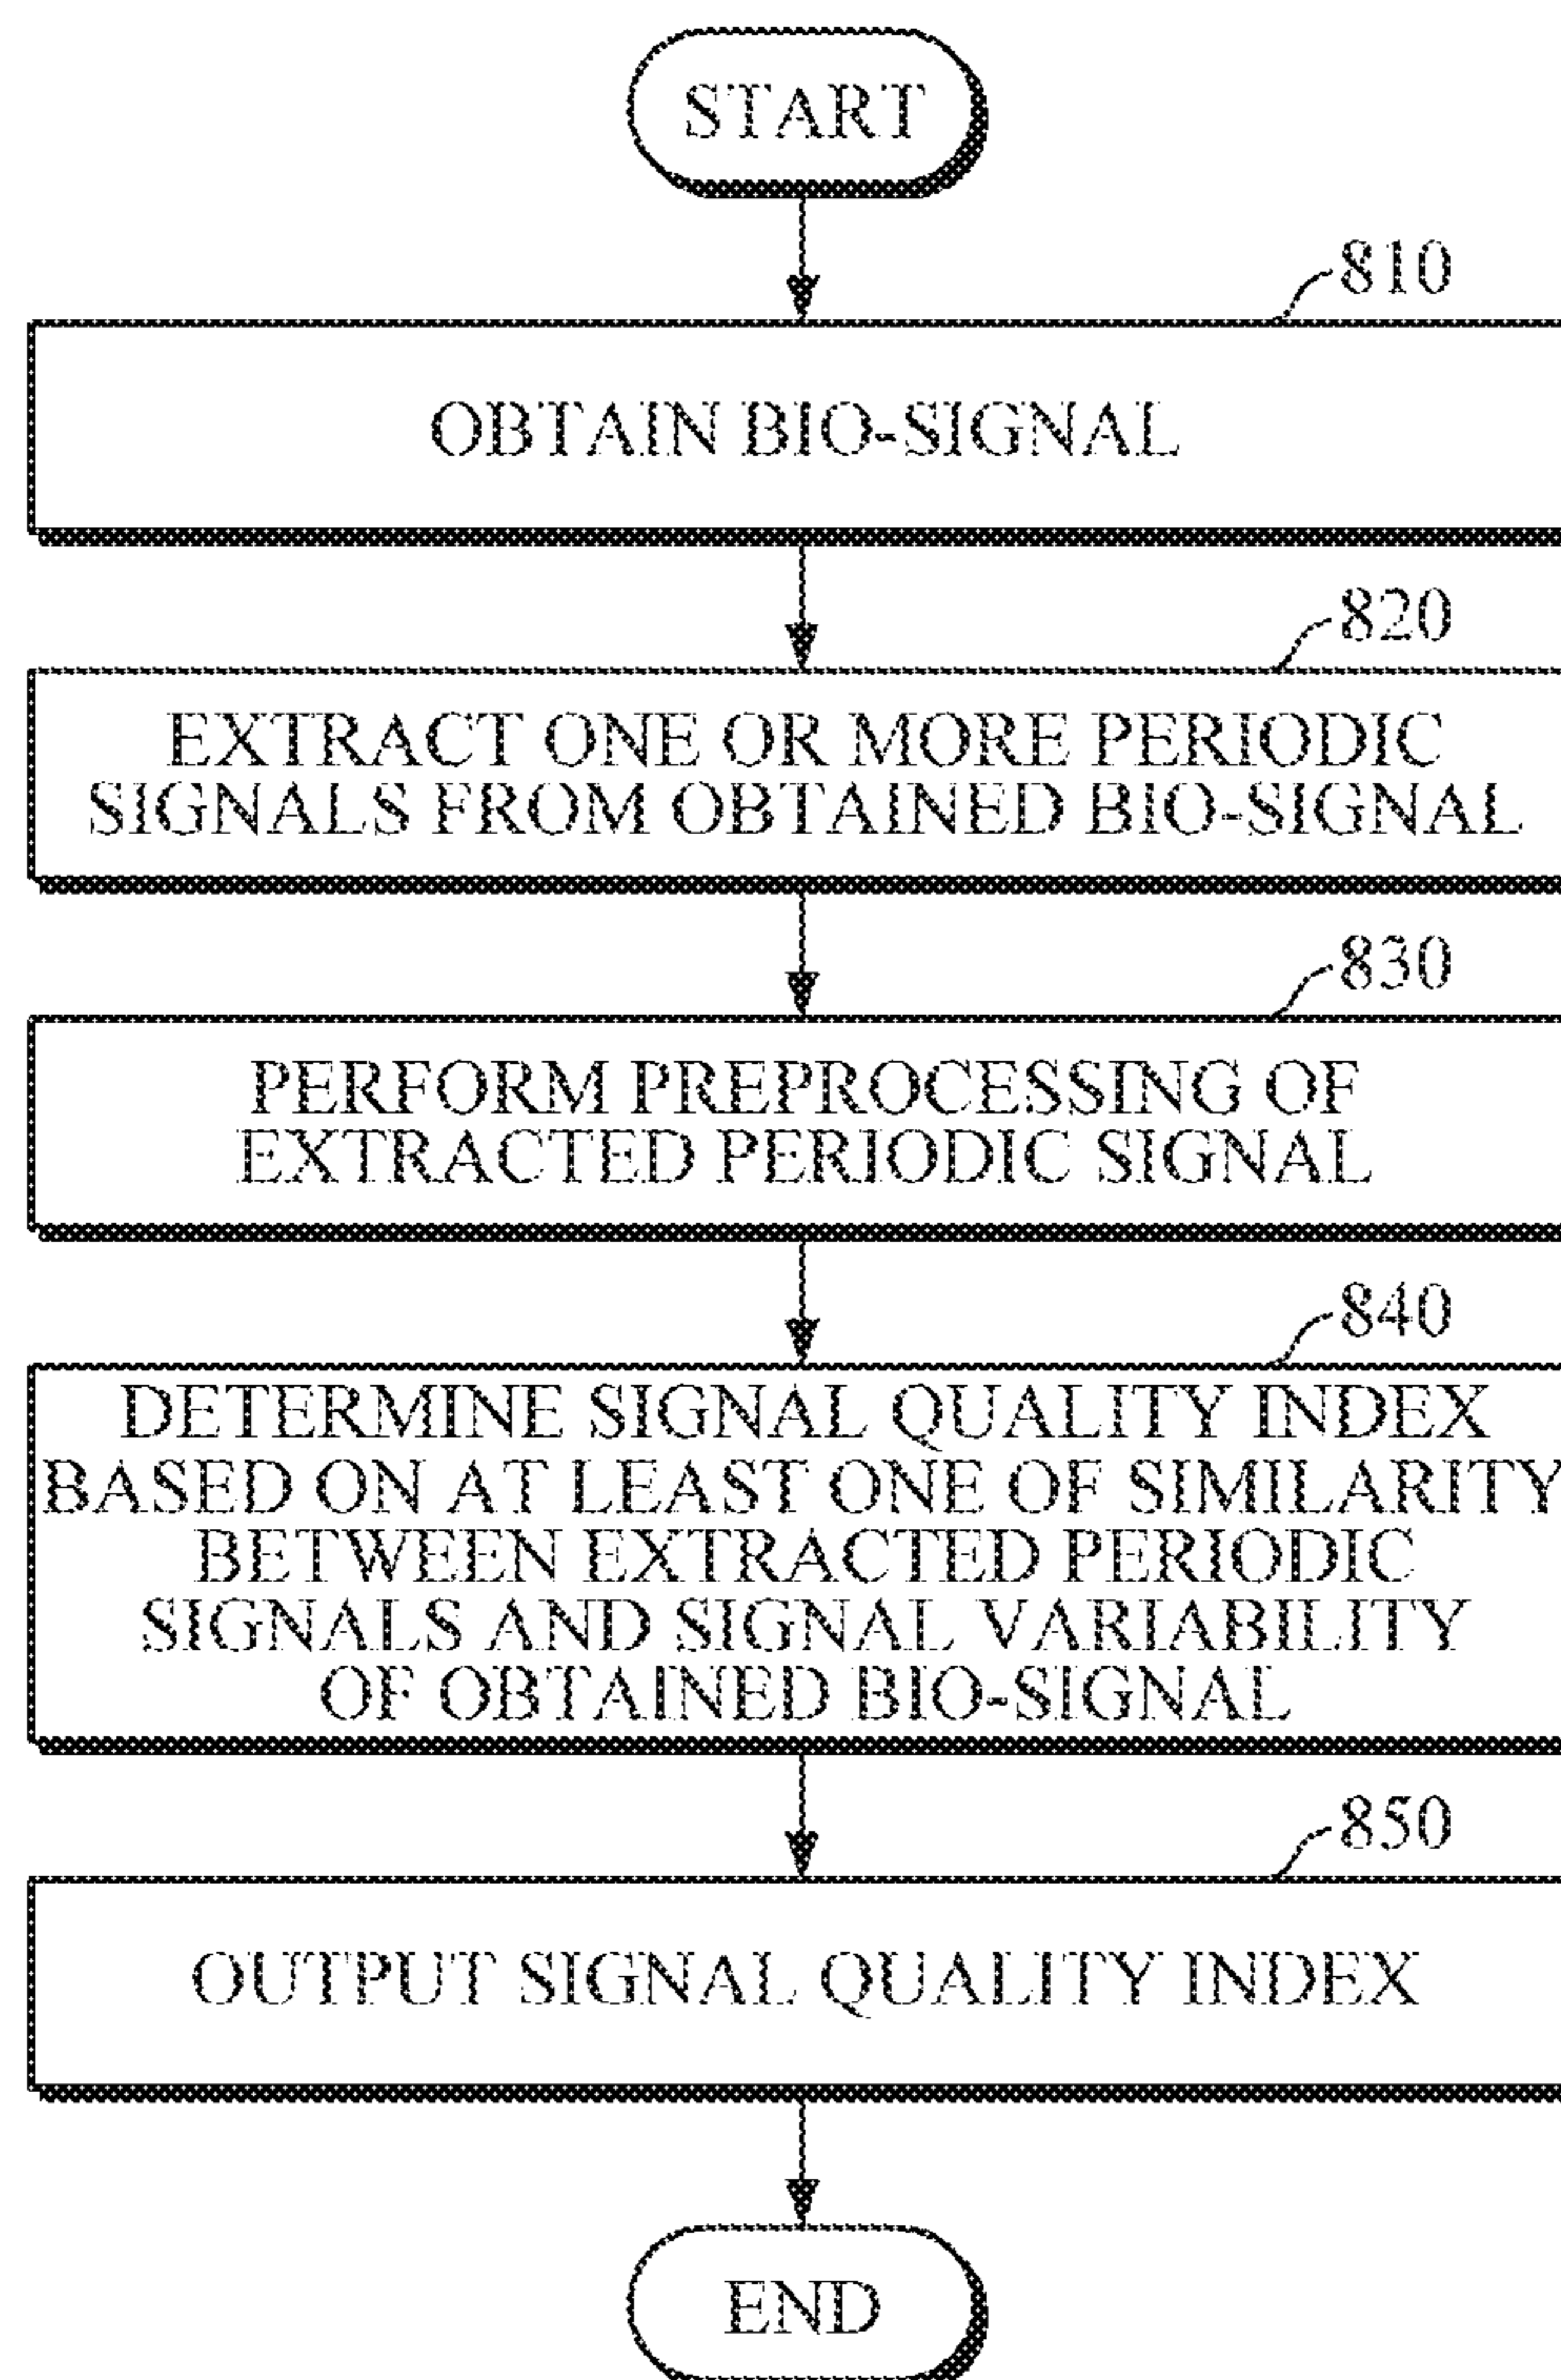 START
810
OBTAIN BIO-SIGNAL
820
EXTRACT ONE OR MORE PERIODIC
SIGNALS FROM OBTAINED BIO-SIGNAL
830
PERFORM PREPROCESSING OF
EXTRACTED PERIODIC SIGNAL
840
DETERMINE SIGNAL QUALITY INDEX
BASED ON AT LEAST ONE OF SIMILARITY
BETWEEN EXTRACTED PERIODIC
SIGNALS AND SIGNAL VARIABILITY
OF OBTAINED BIO-SIGNAL
850
OUTPUT SIGNAL QUALITY INDEX
END